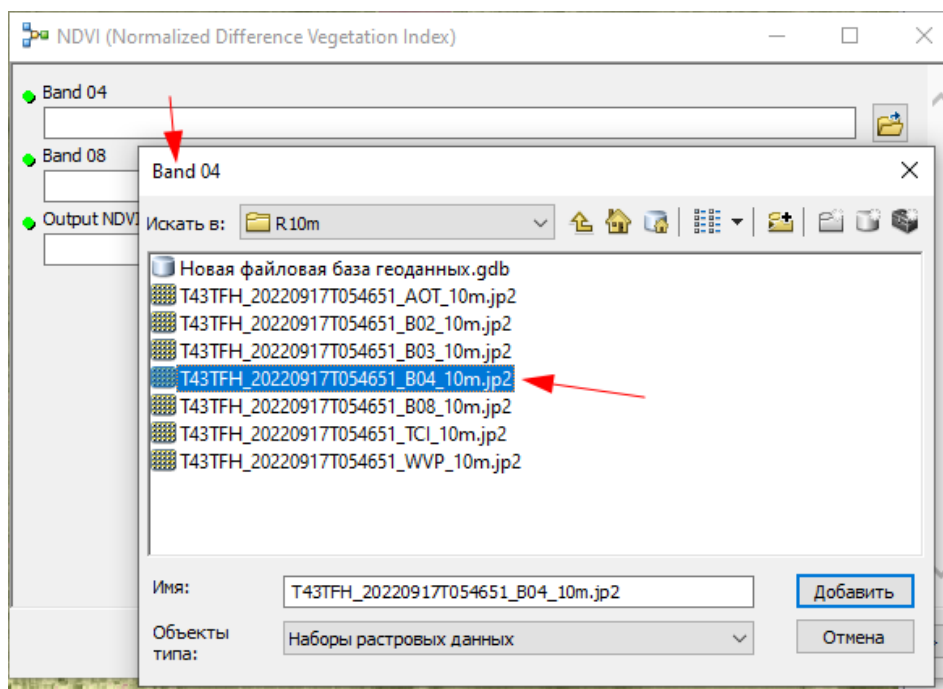 NDVI (Normalized Difference Vegetation Index)
Band 04
Band 08
Output NDVI
Band 04
Искать в: R10m
Новая файловая база геоданных.gdb
T43TFH_20220917T054651_AOT_10m.jp2
T43TFH_20220917T054651_B02_10m.jp2
T43TFH_20220917T054651_B03_10m.jp2
T43TFH_20220917T054651_B04_10m.jp2
T43TFH_20220917T054651_B08_10m.jp2
T43TFH_20220917T054651_TCI_10m.jp2
T43TFH_20220917T054651_WVP_10m.jp2
Имя: T43TFH_20220917T054651_B04_10m.jp2 Добавить
Объекты типа: Наборы растровых данных Отмена